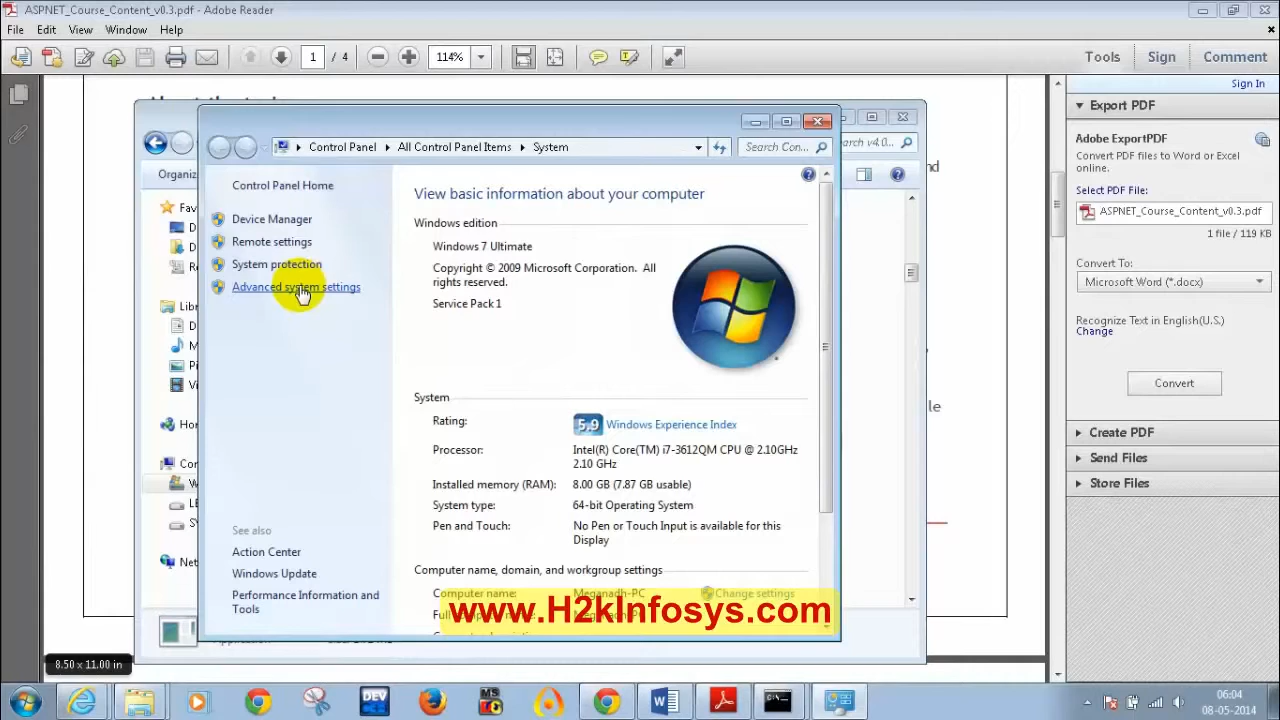 ASPNET_Course_Content_v0.3.pdf - Adobe Reader
File Edit View Window Help
1 / 4 114% Tools Sign Comment
Sign In
Export PDF
Adobe ExportPDF
Convert PDF files to Word or Excel
online.
Select PDF File:
ASPNET_Course_Content_v0.3.pdf
1 file / 119 KB
Convert To:
Microsoft Word (*.docx)
Recognize Text in English(U.S.)
Change
Convert
Create PDF
Send Files
Store Files
Control Panel All Control Panel Items System Search Con...
Organiz
Control Panel Home
Device Manager
Remote settings
System protection
Advanced system settings
See also
Action Center
Windows Update
Performance Information and
Tools
View basic information about your computer
Windows edition
Windows 7 Ultimate
Copyright © 2009 Microsoft Corporation. All
rights reserved.
Service Pack 1
System
Rating: 5.9 Windows Experience Index
Processor: Intel(R) Core(TM) i7-3612QM CPU @ 2.10GHz
2.10 GHz
Installed memory (RAM): 8.00 GB (7.87 GB usable)
System type: 64-bit Operating System
Pen and Touch: No Pen or Touch Input is available for this
Display
Computer name, domain, and workgroup settings
Computer name: Meganadh-PC Change settings
www.H2kInfosys.com
8.50 x 11.00 in
06:04
08-05-2014